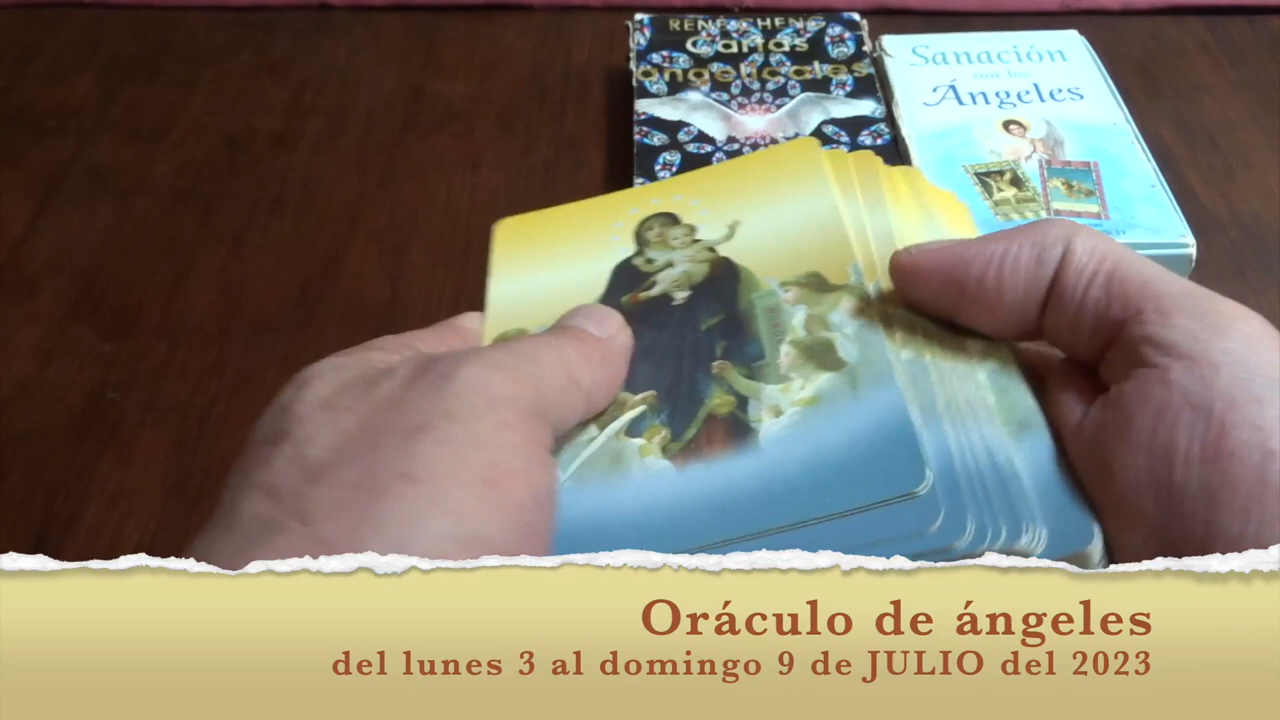 RENÉ CHENG
Cartas
angelicales
Sanación
con los
Ángeles
Oráculo de ángeles
del lunes 3 al domingo 9 de JULIO del 2023